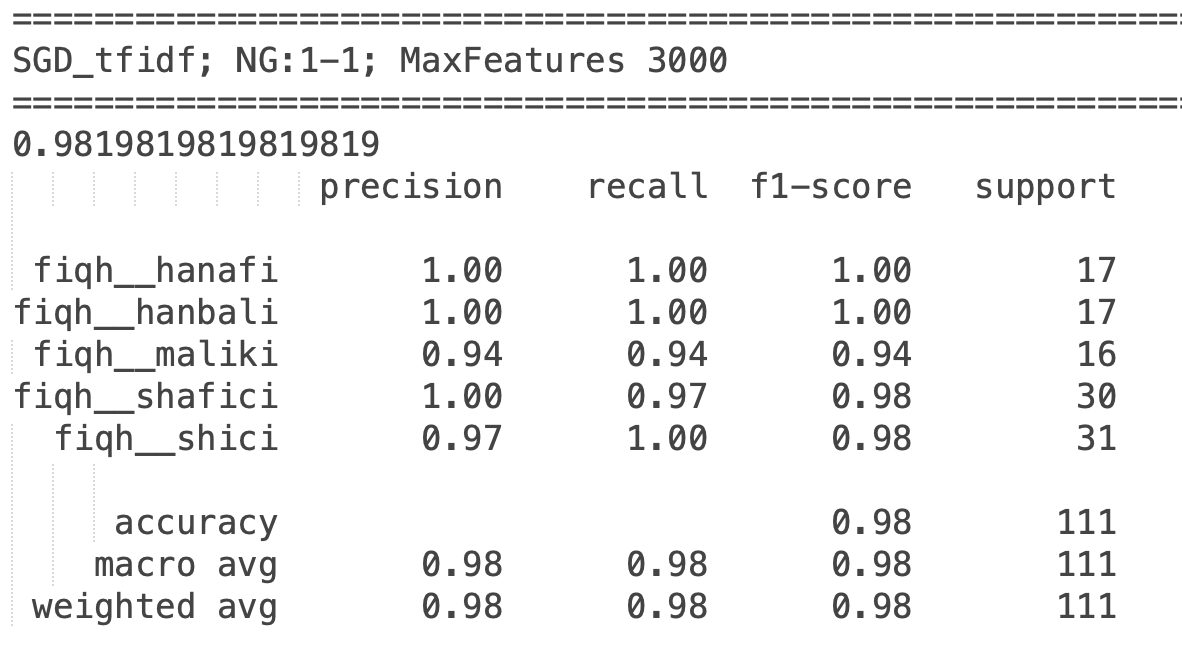 ==========================================================
SGD_tfidf; NG:1-1; MaxFeatures 3000
==========================================================
0.9819819819819819
precision recall f1-score support
fiqh__hanafi 1.00 1.00 1.00 17
fiqh__hanbali 1.00 1.00 1.00 17
fiqh__maliki 0.94 0.94 0.94 16
fiqh__shafici 1.00 0.97 0.98 30
fiqh__shici 0.97 1.00 0.98 31
accuracy 0.98 111
macro avg 0.98 0.98 0.98 111
weighted avg 0.98 0.98 0.98 111